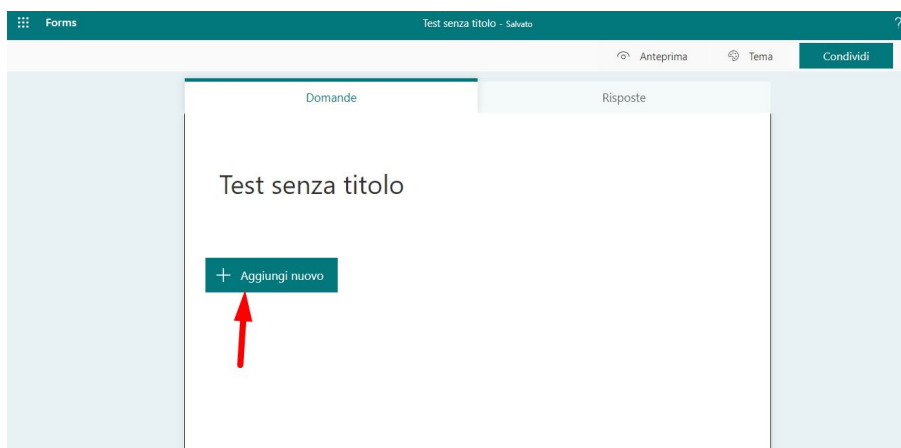 Forms
Test senza titolo - Salvato
?
Anteprima
Tema
Condividi
Domande
Risposte
Test senza titolo
+ Aggiungi nuovo